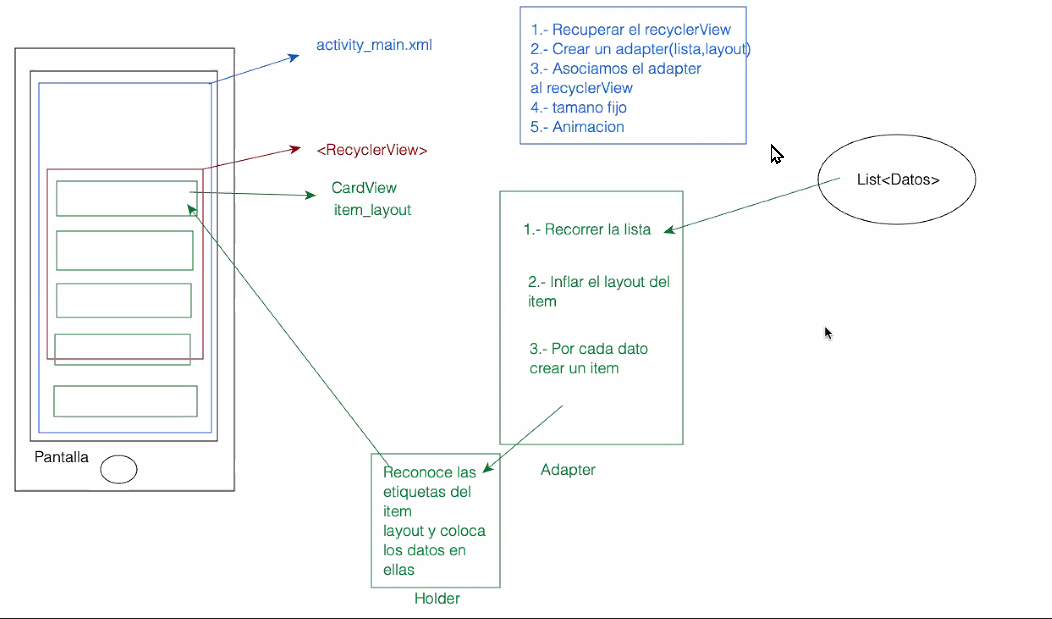 activity_main.xml
<RecyclerView>
CardView
item_layout
Pantalla
1.- Recuperar el recyclerView
2.- Crear un adapter(lista,layout)
3.- Asociamos el adapter
al recyclerView
4.- tamano fijo
5.- Animacion
List<Datos>
1.- Recorrer la lista
2.- Inflar el layout del
item
3.- Por cada dato
crear un item
Adapter
Reconoce las
etiquetas del
item
layout y coloca
los datos en
ellas
Holder